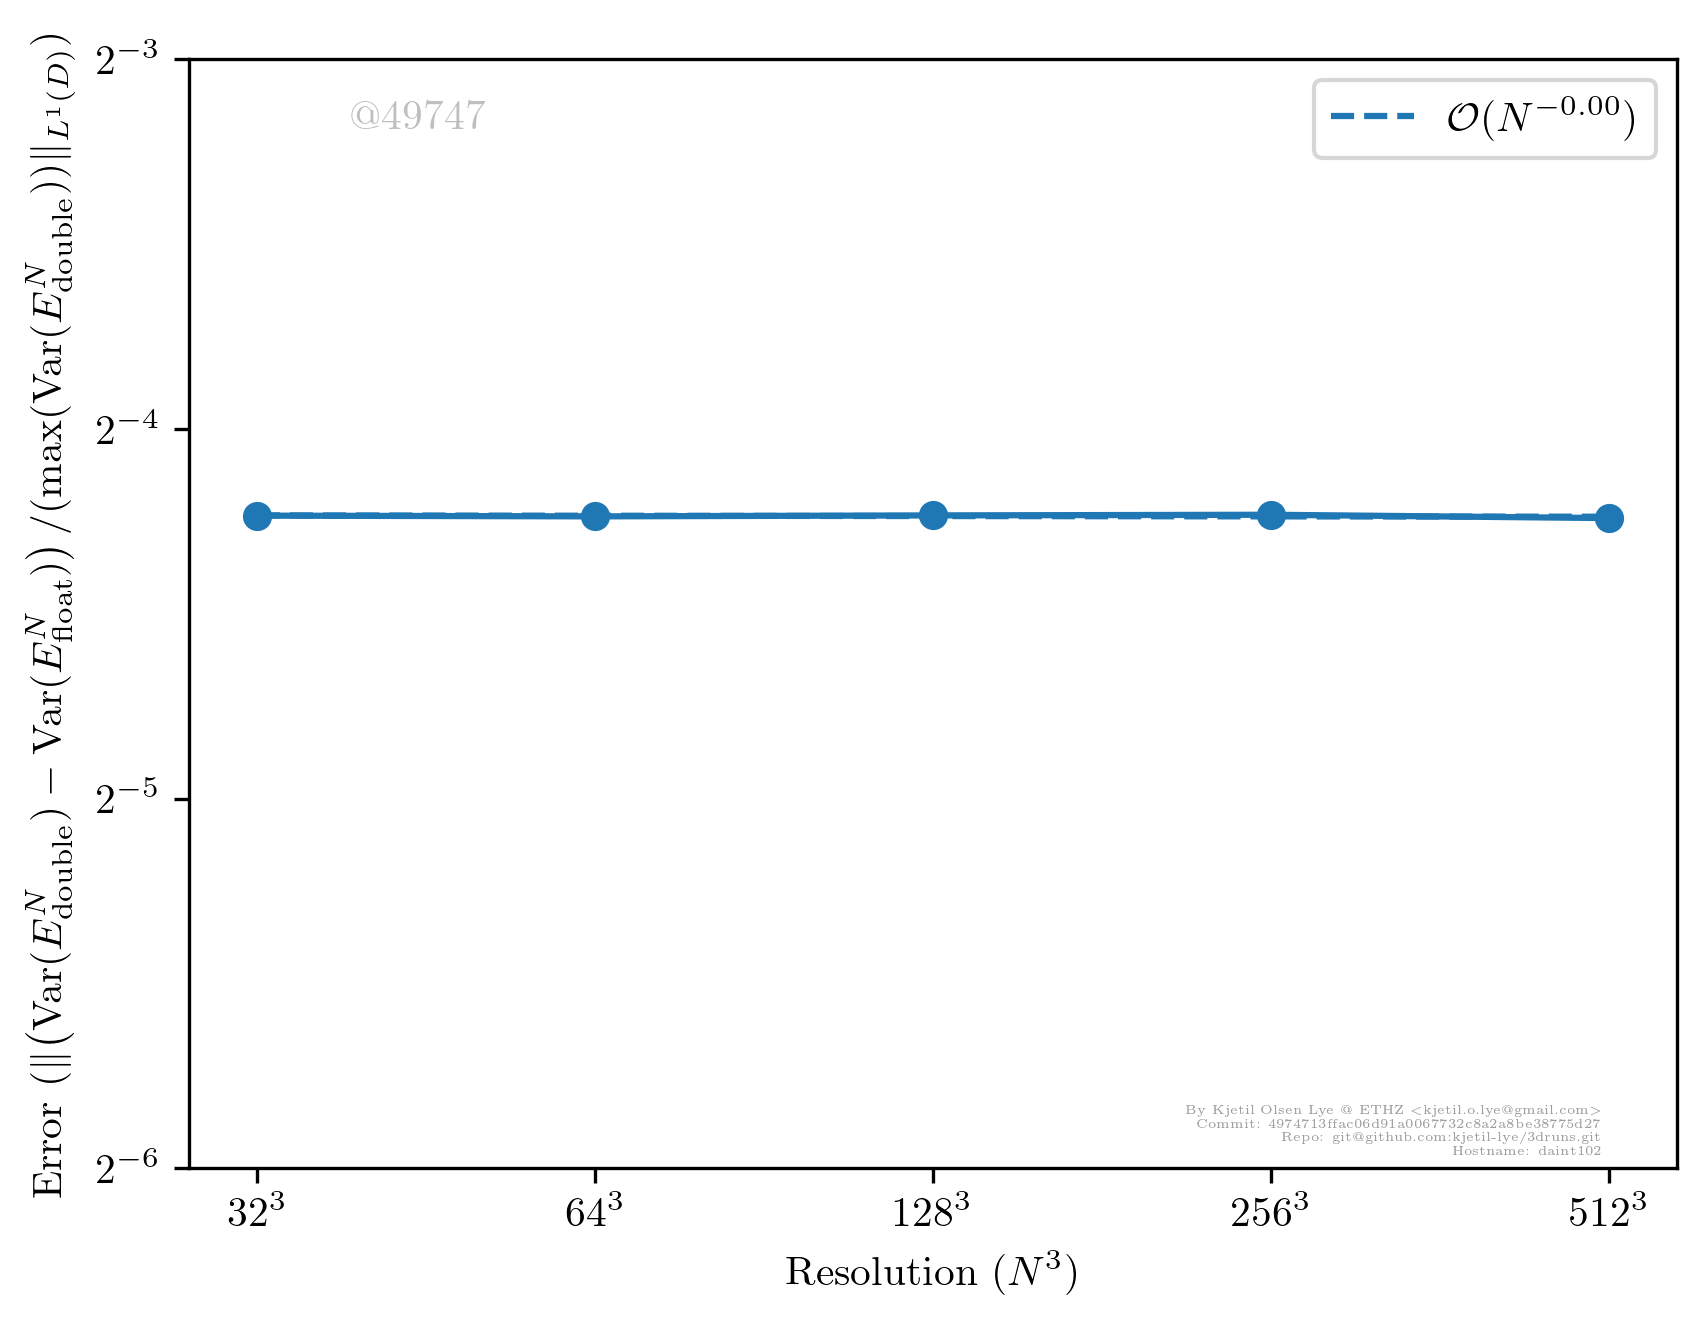 Error (‖(Var(E^N_double) − Var(E^N_float)) /(max(Var(E^N_double))‖_L^1(D))
2^−3
2^−4
2^−5
2^−6
@49747
𝒪(N^−0.00)
By Kjetil Olsen Lye @ ETHZ <kjetil.o.lye@gmail.com>
Commit: 4974713ffac06d91a0067732c8a2a8be38775d27
Repo: git@github.com:kjetil-lye/3druns.git
Hostname: daint102
32^3 64^3 128^3 256^3 512^3
Resolution (N^3)